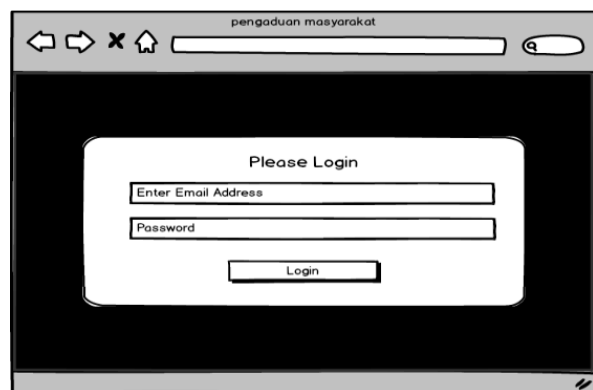 pengaduan masyarakat
Please Login
Enter Email Address
Password
Login